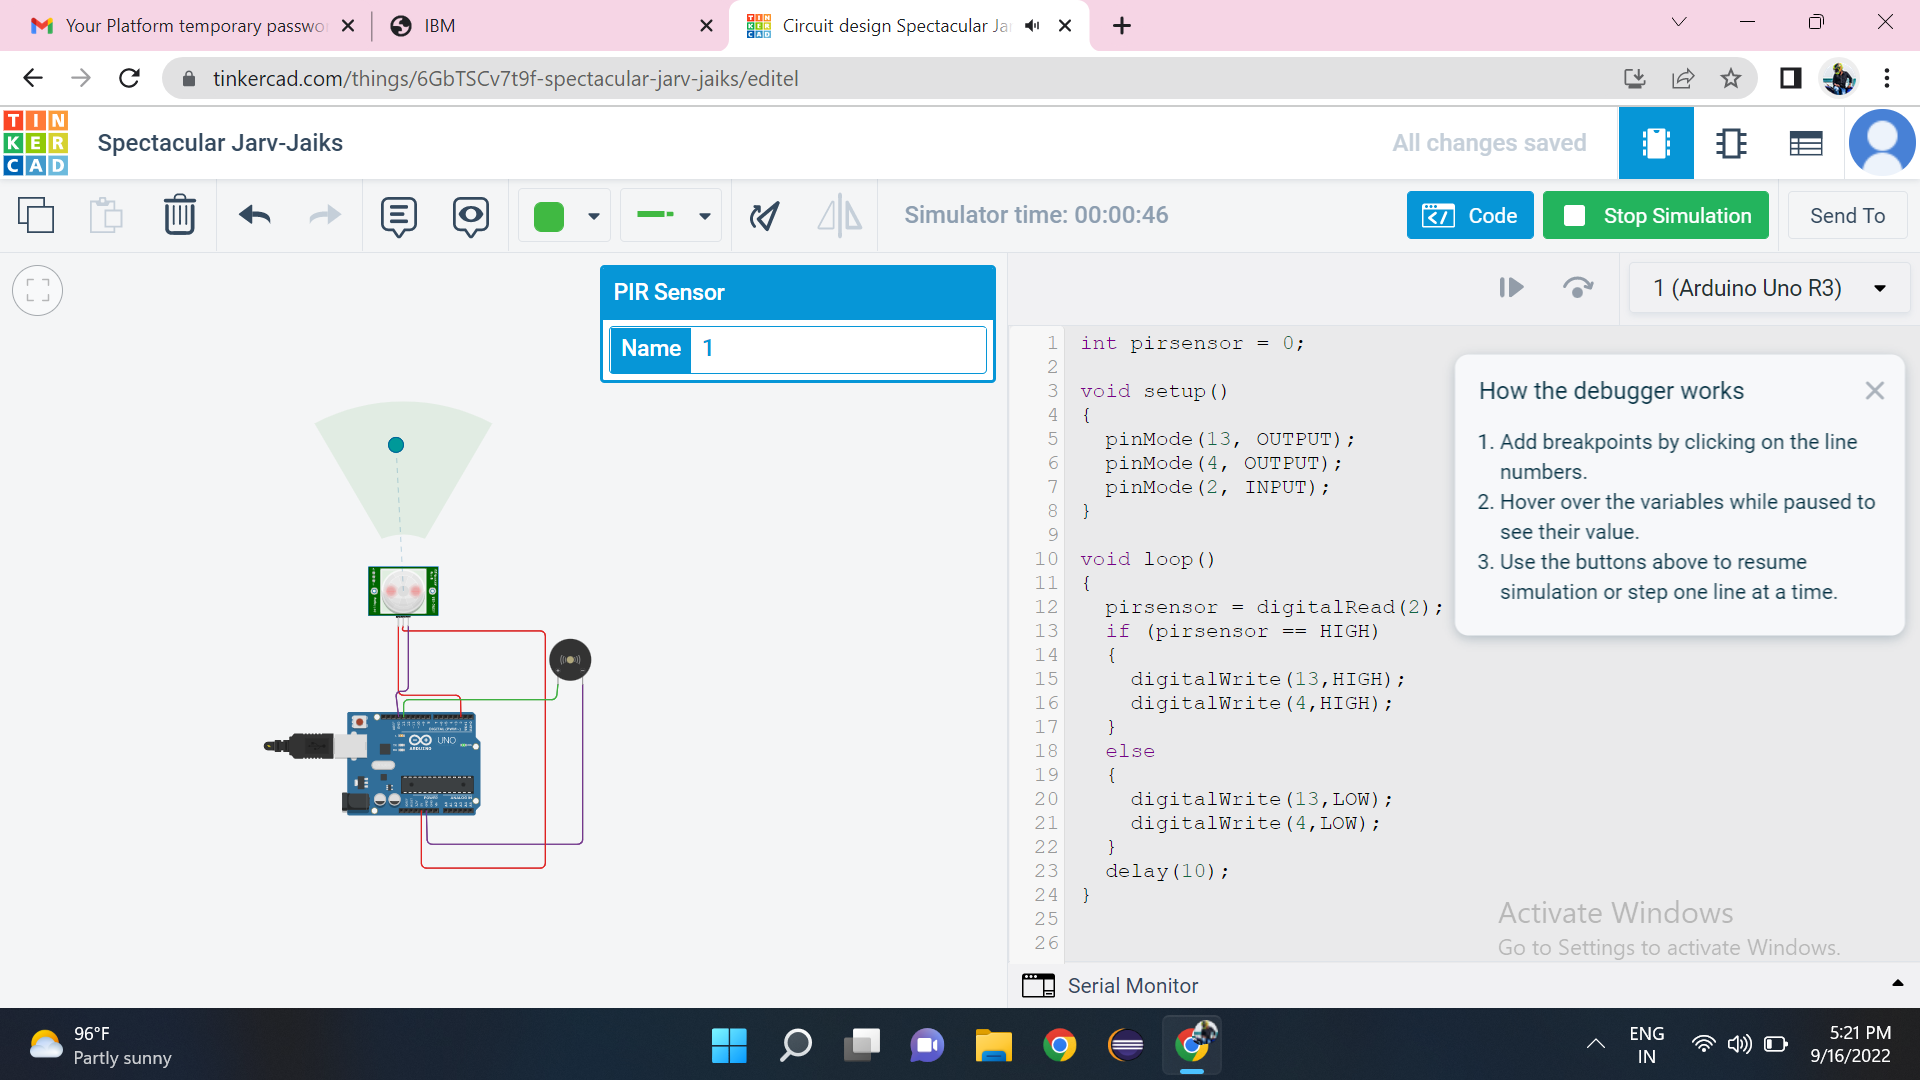 Your Platform temporary passwo
IBM
Circuit design Spectacular Ja
tinkercad.com/things/6GbTSCv7t9f-spectacular-jarv-jaiks/editel
TIN
KER
CAD
Spectacular Jarv-Jaiks
All changes saved
Simulator time: 00:00:46
Code
Stop Simulation
Send To
PIR Sensor
Name 1
1 (Arduino Uno R3)
1 int pirsensor = 0;
2
3 void setup()
4 {
5 pinMode(13, OUTPUT);
6 pinMode(4, OUTPUT);
7 pinMode(2, INPUT);
8 }
9
10 void loop()
11 {
12 pirsensor = digitalRead(2);
13 if (pirsensor == HIGH)
14 {
15 digitalWrite(13,HIGH);
16 digitalWrite(4,HIGH);
17 }
18 else
19 {
20 digitalWrite(13,LOW);
21 digitalWrite(4,LOW);
22 }
23 delay(10);
24 }
25
26
How the debugger works
1. Add breakpoints by clicking on the line
numbers.
2. Hover over the variables while paused to
see their value.
3. Use the buttons above to resume
simulation or step one line at a time.
UNO
ARDUINO
Activate Windows
Go to Settings to activate Windows.
Serial Monitor
96°F
Partly sunny
ENG
IN
5:21 PM
9/16/2022